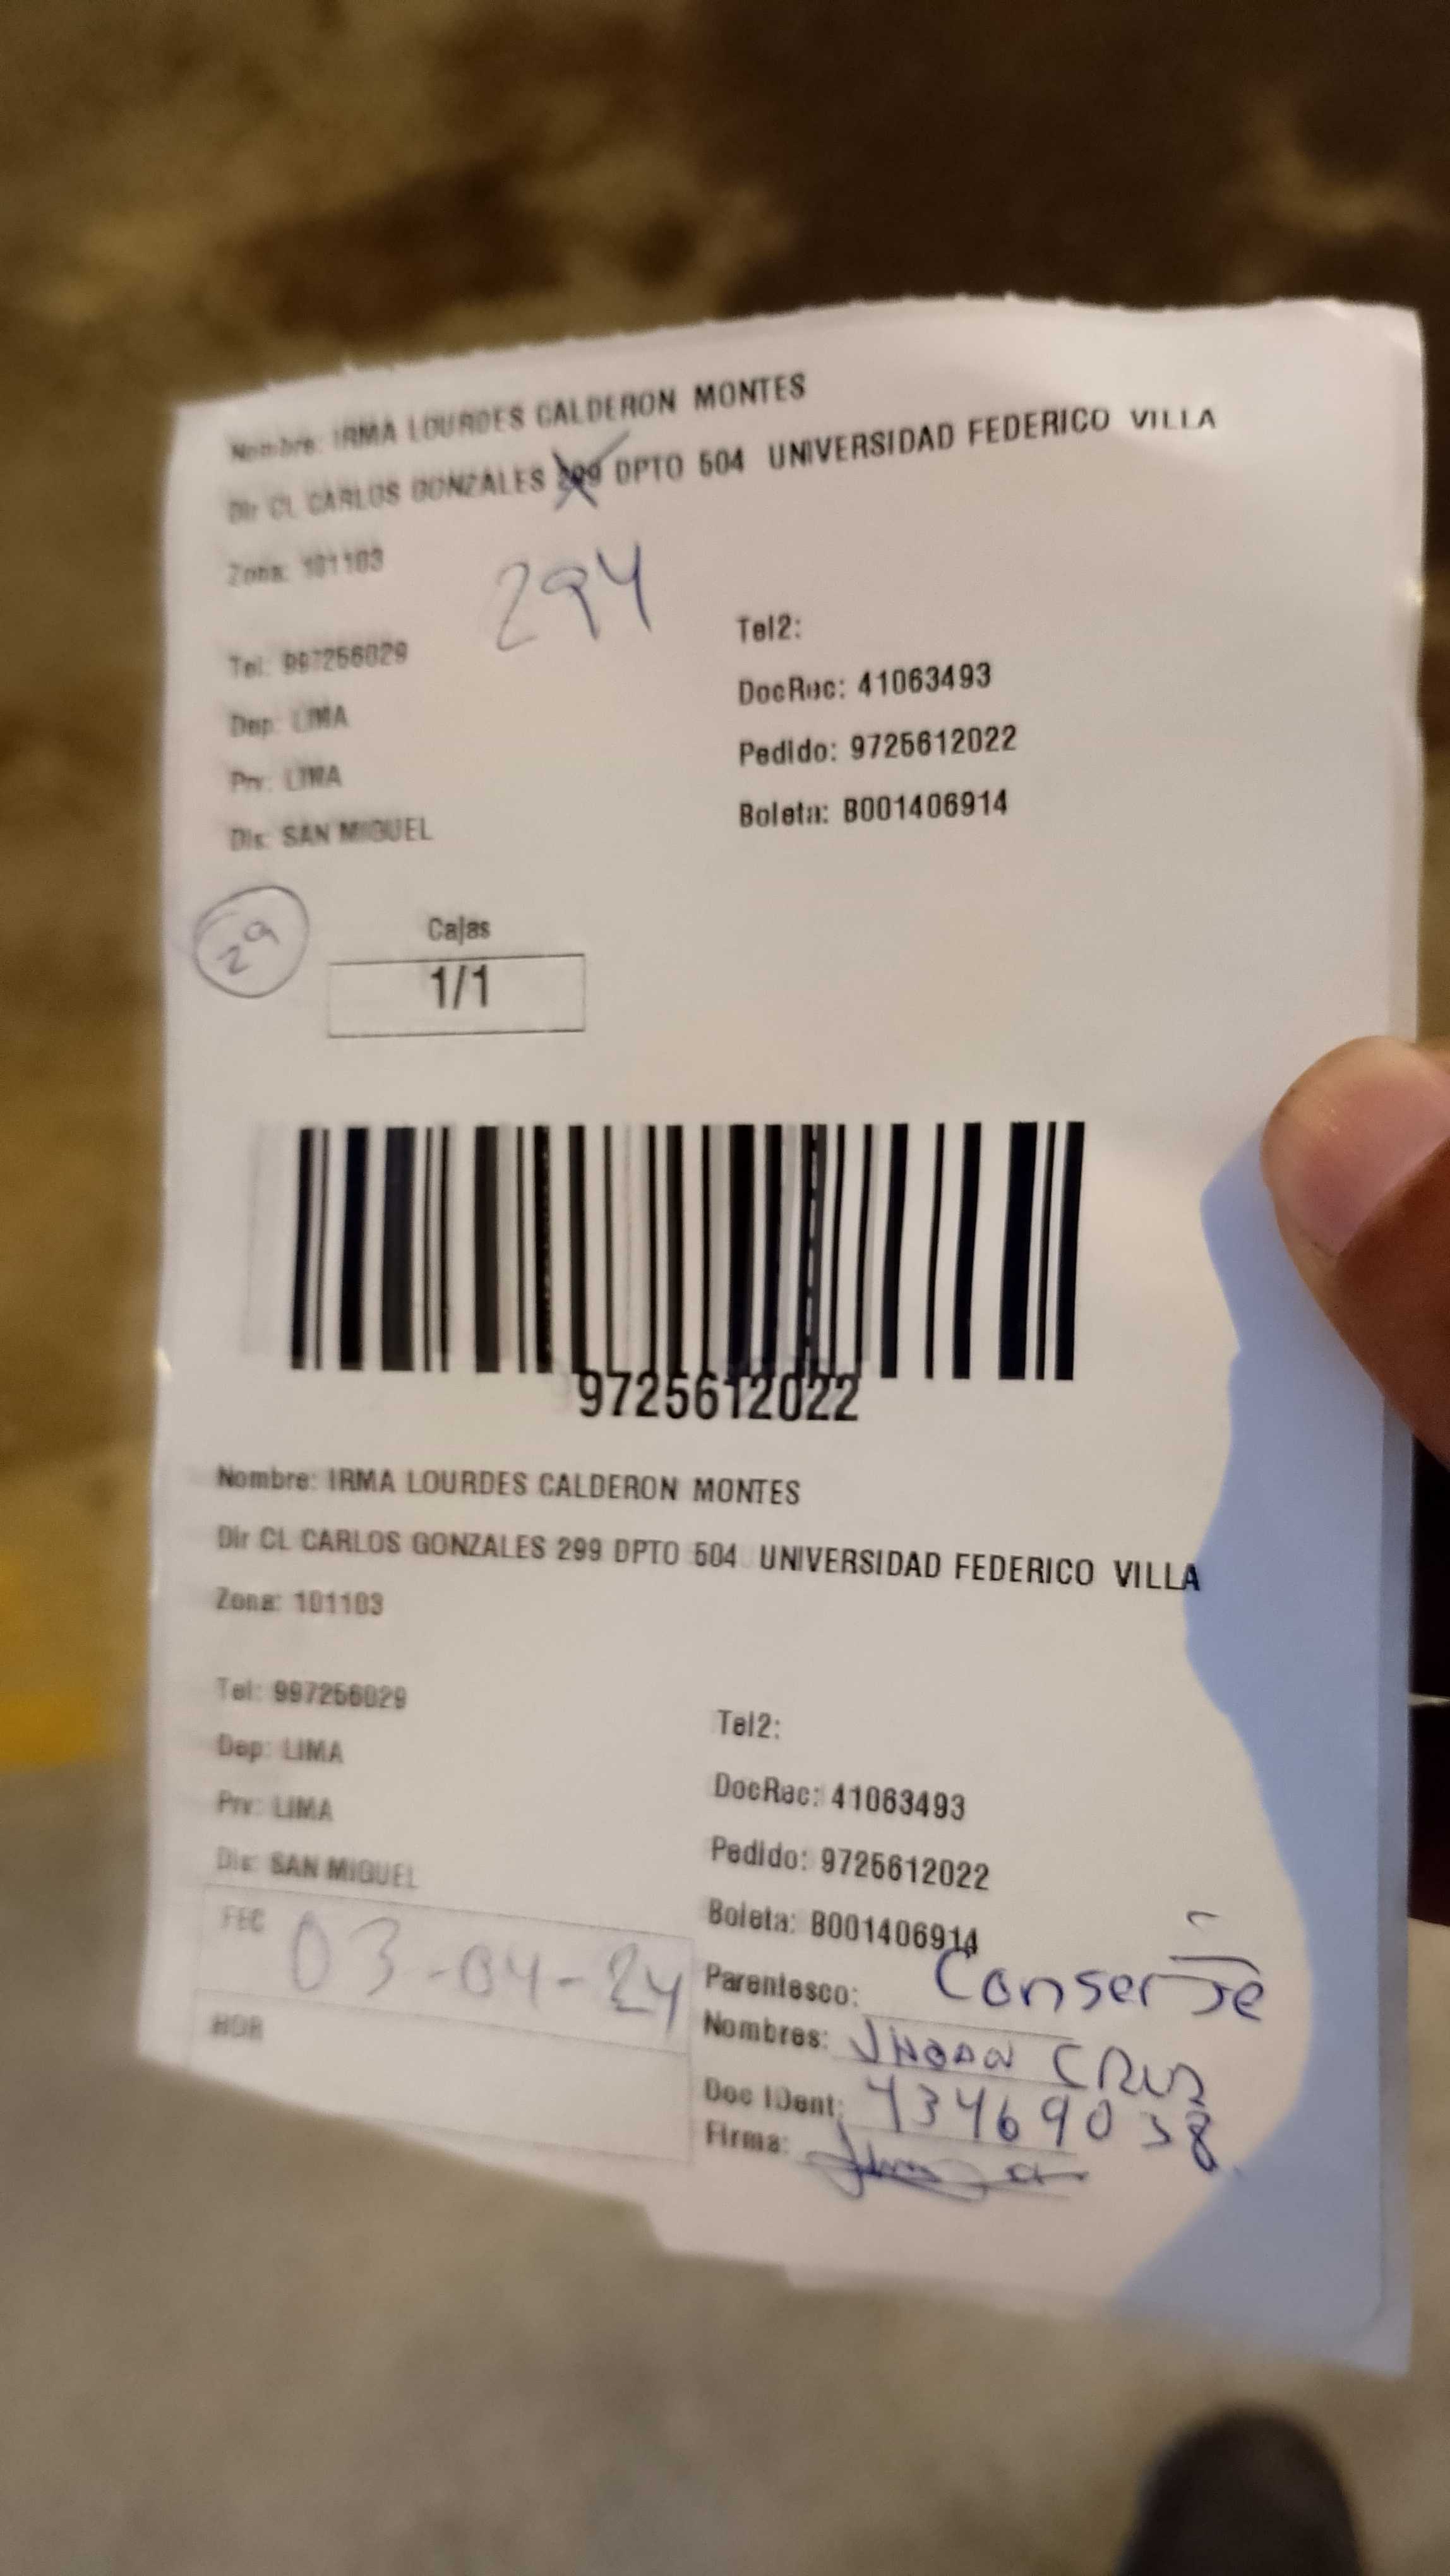 Nombre: IRMA LOURDES CALDERON MONTES
Dir CL CARLOS GONZALES 299 DPTO 504 UNIVERSIDAD FEDERICO VILLA
Zona: 101103
294
Tel: 997256029
Tel2:
Dep: LIMA
DocRec: 41063493
Prv: LIMA
Pedido: 9725612022
Dis: SAN MIGUEL
Boleta: B001406914
29
Cajas
1/1
9725612022
Nombre: IRMA LOURDES CALDERON MONTES
Dir CL CARLOS GONZALES 299 DPTO 504 UNIVERSIDAD FEDERICO VILLA
Zona: 101103
Tel: 997256029
Tel2:
Dep: LIMA
DocRec: 41063493
Prv: LIMA
Pedido: 9725612022
Dis: SAN MIGUEL
Boleta: B001406914
FEC 03-04-24
Parentesco: Conserje
HOR
Nombres: JHOAN CRUZ
Doc IDent: 43469038
Firma: